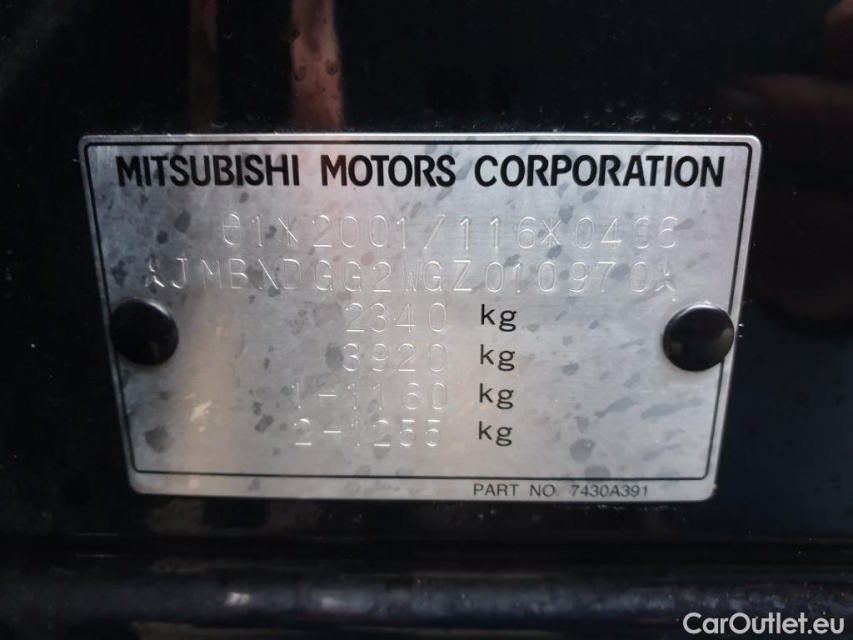 MITSUBISHI MOTORS CORPORATION
e1*2001/116*0406
*JMBXDGG2WGZ010970*
2340 kg
3920 kg
1-1160 kg
2-1255 kg
PART NO. 7430A391
CarOutlet.eu